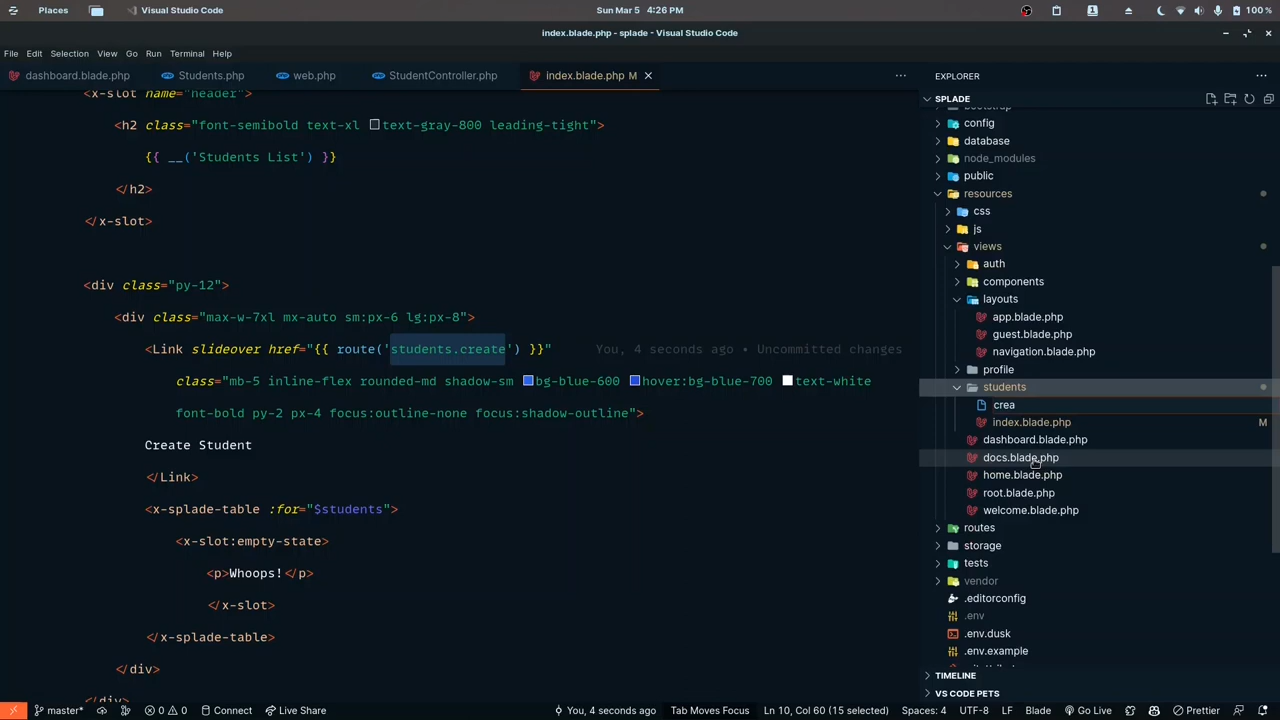 Places
Visual Studio Code
Sun Mar 5 4:26 PM
100 %
index.blade.php - splade - Visual Studio Code
File Edit Selection View Go Run Terminal Help
dashboard.blade.php
Students.php
web.php
StudentController.php
index.blade.php M
<x-slot name="header">
<h2 class="font-semibold text-xl text-gray-800 leading-tight">
{{ __('Students List') }}
</h2>
</x-slot>
<div class="py-12">
<div class="max-w-7xl mx-auto sm:px-6 lg:px-8">
<Link slideover href="{{ route('students.create') }}" You, 4 seconds ago • Uncommitted changes
class="mb-5 inline-flex rounded-md shadow-sm bg-blue-600 hover:bg-blue-700 text-white
font-bold py-2 px-4 focus:outline-none focus:shadow-outline">
Create Student
</Link>
<x-splade-table :for="$students">
<x-slot:empty-state>
<p>Whoops!</p>
</x-slot>
</x-splade-table>
</div>
</div>
EXPLORER
SPLADE
bootstrap
config
database
node_modules
public
resources
css
js
views
auth
components
layouts
app.blade.php
guest.blade.php
navigation.blade.php
profile
students
crea
index.blade.php M
dashboard.blade.php
docs.blade.php
home.blade.php
root.blade.php
welcome.blade.php
routes
storage
tests
vendor
.editorconfig
.env
.env.dusk
.env.example
TIMELINE
VS CODE PETS
master* 0 0 Connect Live Share You, 4 seconds ago Tab Moves Focus Ln 10, Col 60 (15 selected) Spaces: 4 UTF-8 LF Blade Go Live Prettier